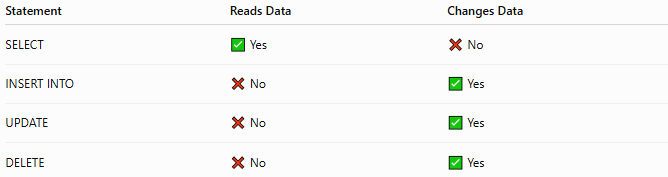 Statement Reads Data Changes Data
SELECT ✅ Yes ❌ No
INSERT INTO ❌ No ✅ Yes
UPDATE ❌ No ✅ Yes
DELETE ❌ No ✅ Yes